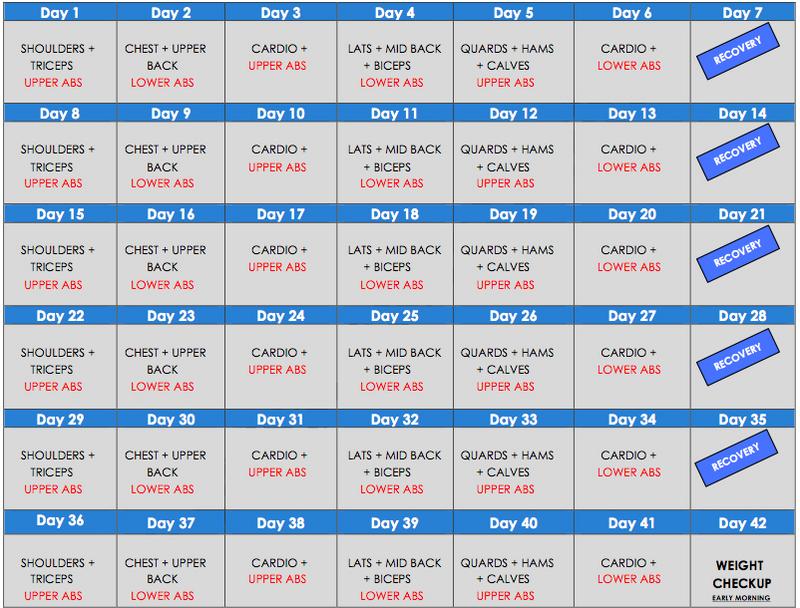 Day 1 Day 2 Day 3 Day 4 Day 5 Day 6 Day 7
SHOULDERS + CHEST + UPPER CARDIO + LATS + MID BACK QUARDS + HAMS CARDIO + RECOVERY
TRICEPS BACK UPPER ABS + BICEPS + CALVES LOWER ABS
UPPER ABS LOWER ABS LOWER ABS UPPER ABS
Day 8 Day 9 Day 10 Day 11 Day 12 Day 13 Day 14
SHOULDERS + CHEST + UPPER CARDIO + LATS + MID BACK QUARDS + HAMS CARDIO + RECOVERY
TRICEPS BACK UPPER ABS + BICEPS + CALVES LOWER ABS
UPPER ABS LOWER ABS LOWER ABS UPPER ABS
Day 15 Day 16 Day 17 Day 18 Day 19 Day 20 Day 21
SHOULDERS + CHEST + UPPER CARDIO + LATS + MID BACK QUARDS + HAMS CARDIO + RECOVERY
TRICEPS BACK UPPER ABS + BICEPS + CALVES LOWER ABS
UPPER ABS LOWER ABS LOWER ABS UPPER ABS
Day 22 Day 23 Day 24 Day 25 Day 26 Day 27 Day 28
SHOULDERS + CHEST + UPPER CARDIO + LATS + MID BACK QUARDS + HAMS CARDIO + RECOVERY
TRICEPS BACK UPPER ABS + BICEPS + CALVES LOWER ABS
UPPER ABS LOWER ABS LOWER ABS UPPER ABS
Day 29 Day 30 Day 31 Day 32 Day 33 Day 34 Day 35
SHOULDERS + CHEST + UPPER CARDIO + LATS + MID BACK QUARDS + HAMS CARDIO + RECOVERY
TRICEPS BACK UPPER ABS + BICEPS + CALVES LOWER ABS
UPPER ABS LOWER ABS LOWER ABS UPPER ABS
Day 36 Day 37 Day 38 Day 39 Day 40 Day 41 Day 42
SHOULDERS + CHEST + UPPER CARDIO + LATS + MID BACK QUARDS + HAMS CARDIO + WEIGHT
TRICEPS BACK UPPER ABS + BICEPS + CALVES LOWER ABS CHECKUP
UPPER ABS LOWER ABS LOWER ABS UPPER ABS EARLY MORNING